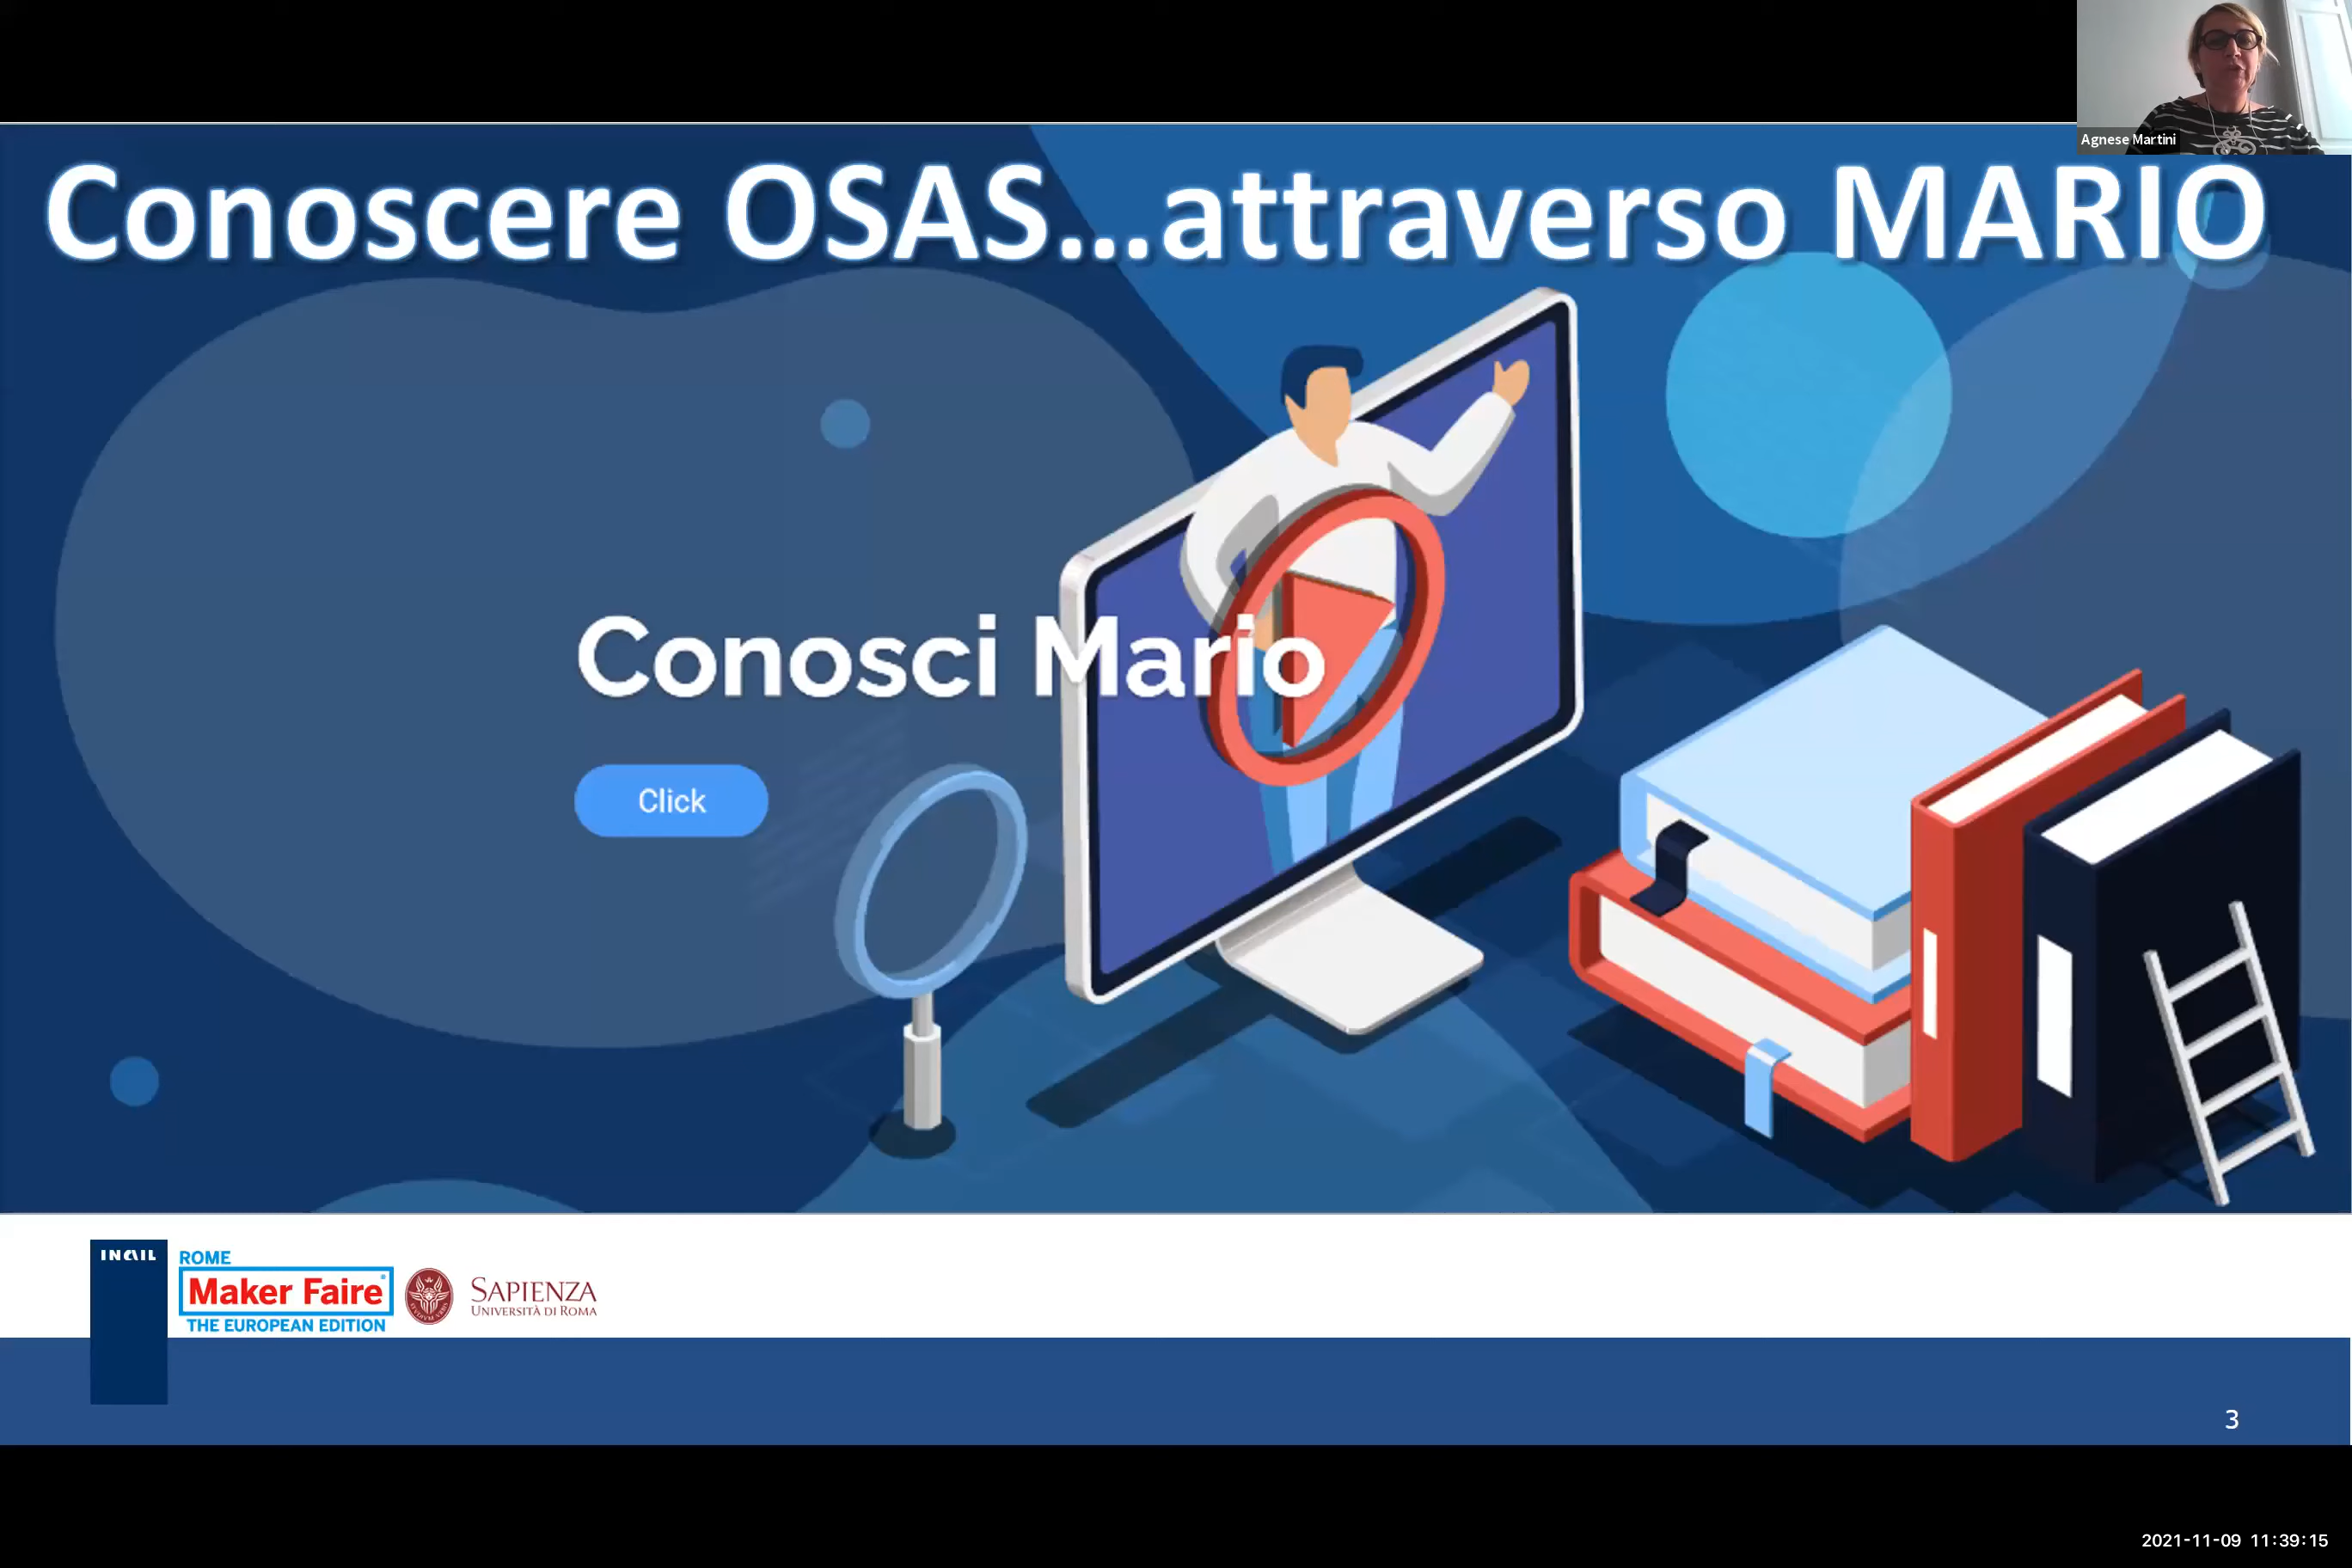 Agnese Martini
Conoscere OSAS...attraverso MARIO
Conosci Mario
Click
INAIL
ROME
Maker Faire
THE EUROPEAN EDITION
SAPIENZA
UNIVERSITÀ DI ROMA
3
2021-11-09 11:39:15